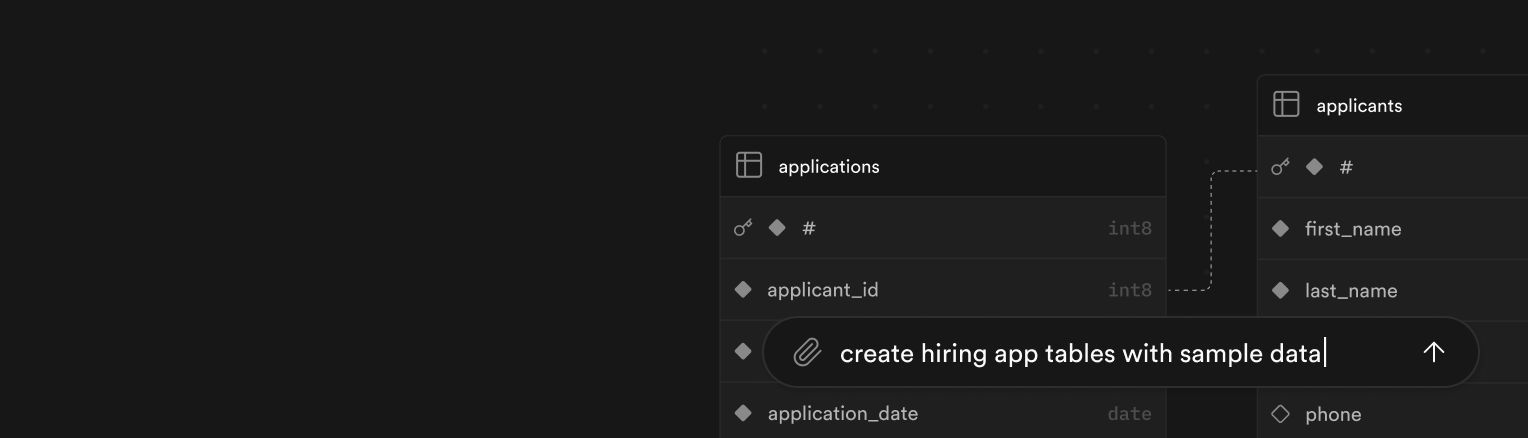 applications
#
int8
applicant_id
int8
application_date
date
applicants
#
first_name
last_name
phone
create hiring app tables with sample data